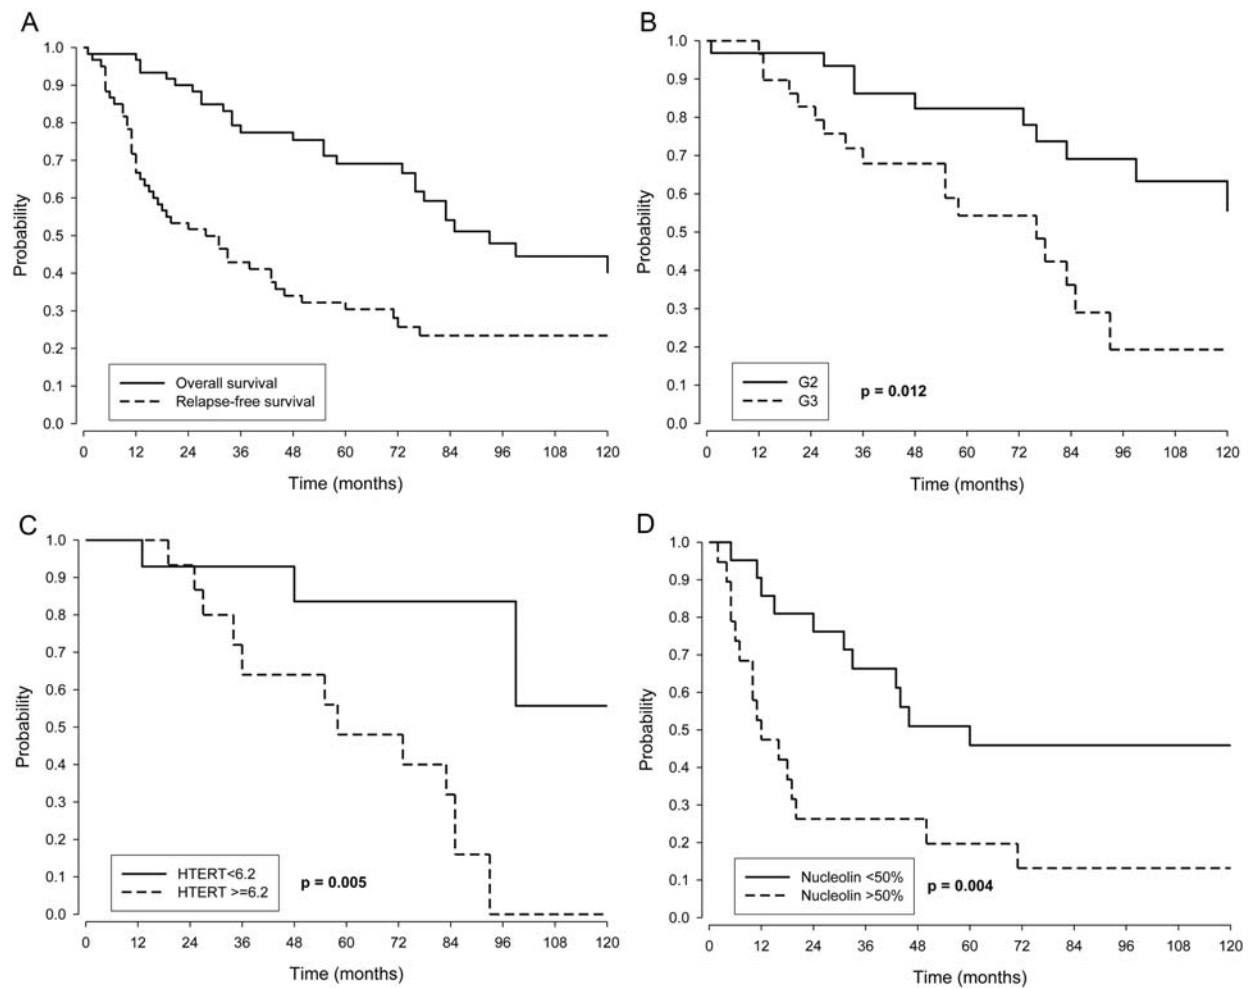 A
1.0
0.9
0.8
0.7
0.6
0.5
0.4
0.3
0.2
0.1
0.0
Probability
Overall survival
Relapse-free survival
0 12 24 36 48 60 72 84 96 108 120
Time (months)
B
1.0
0.9
0.8
0.7
0.6
0.5
0.4
0.3
0.2
0.1
0.0
Probability
G2
G3
p = 0.012
0 12 24 36 48 60 72 84 96 108 120
Time (months)
C
1.0
0.9
0.8
0.7
0.6
0.5
0.4
0.3
0.2
0.1
0.0
Probability
HTERT<6.2
HTERT >=6.2
p = 0.005
0 12 24 36 48 60 72 84 96 108 120
Time (months)
D
1.0
0.9
0.8
0.7
0.6
0.5
0.4
0.3
0.2
0.1
0.0
Probability
Nucleolin <50%
Nucleolin >50%
p = 0.004
0 12 24 36 48 60 72 84 96 108 120
Time (months)